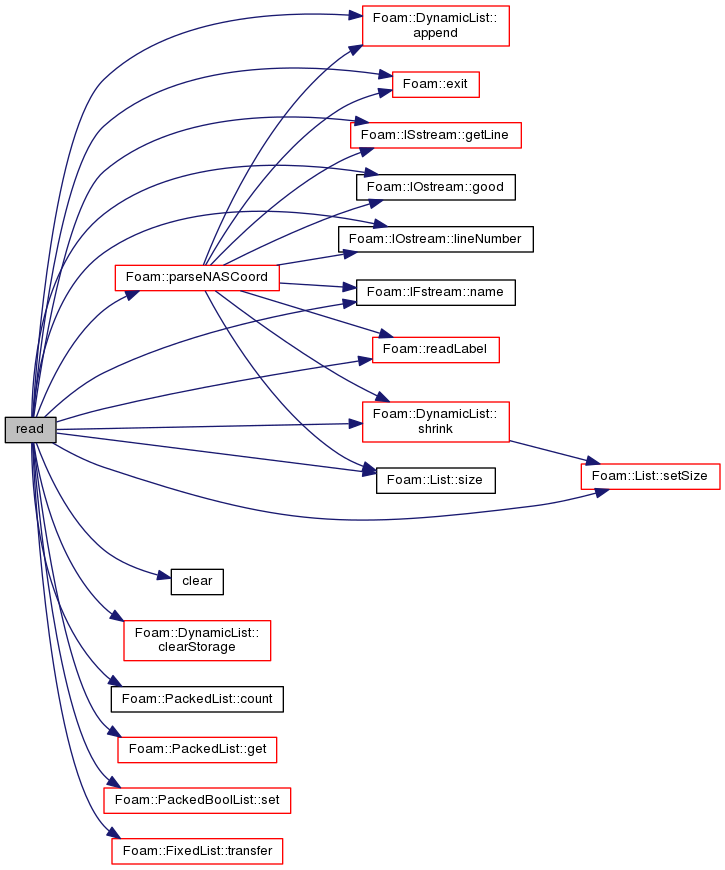 Foam::DynamicList::
append
Foam::exit
Foam::ISstream::getLine
Foam::IOstream::good
Foam::IOstream::lineNumber
Foam::parseNASCoord
Foam::IFstream::name
Foam::readLabel
Foam::DynamicList::
shrink
read
Foam::List::size
Foam::List::setSize
clear
Foam::DynamicList::
clearStorage
Foam::PackedList::count
Foam::PackedList::get
Foam::PackedBoolList::set
Foam::FixedList::transfer